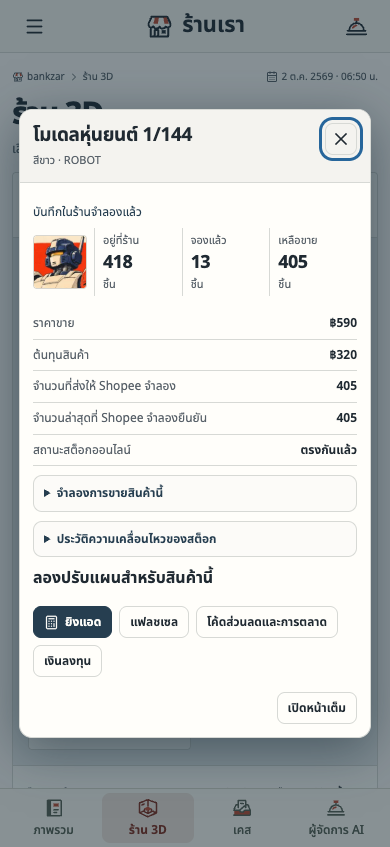 ร้านเรา
bankzar > ร้าน 3D
2 ต.ค. 2569 · 06:50 น.
ร้าน 3D
โมเดลหุ่นยนต์ 1/144
สีขาว · ROBOT
บันทึกในร้านจำลองแล้ว
อยู่ที่ร้าน
418
ชิ้น
จองแล้ว
13
ชิ้น
เหลือขาย
405
ชิ้น
ราคาขาย ฿590
ต้นทุนสินค้า ฿320
จำนวนที่ส่งให้ Shopee จำลอง 405
จำนวนล่าสุดที่ Shopee จำลองยืนยัน 405
สถานะสต็อกออนไลน์ ตรงกันแล้ว
จำลองการขายสินค้านี้
ประวัติความเคลื่อนไหวของสต็อก
ลองปรับแผนสำหรับสินค้านี้
ยิงแอด
แฟลชเซล
โค้ดส่วนลดและการตลาด
เงินลงทุน
เปิดหน้าเต็ม
ภาพรวม
ร้าน 3D
เคส
ผู้จัดการ AI